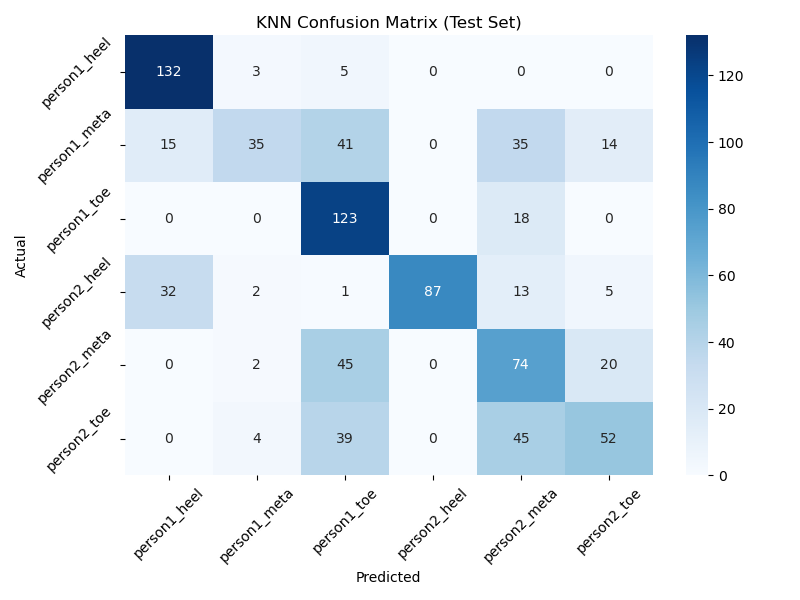 KNN Confusion Matrix (Test Set)
Actual
person1_heel 132 3 5 0 0 0
person1_meta 15 35 41 0 35 14
person1_toe 0 0 123 0 18 0
person2_heel 32 2 1 87 13 5
person2_meta 0 2 45 0 74 20
person2_toe 0 4 39 0 45 52
person1_heel person1_meta person1_toe person2_heel person2_meta person2_toe
Predicted
120
100
80
60
40
20
0